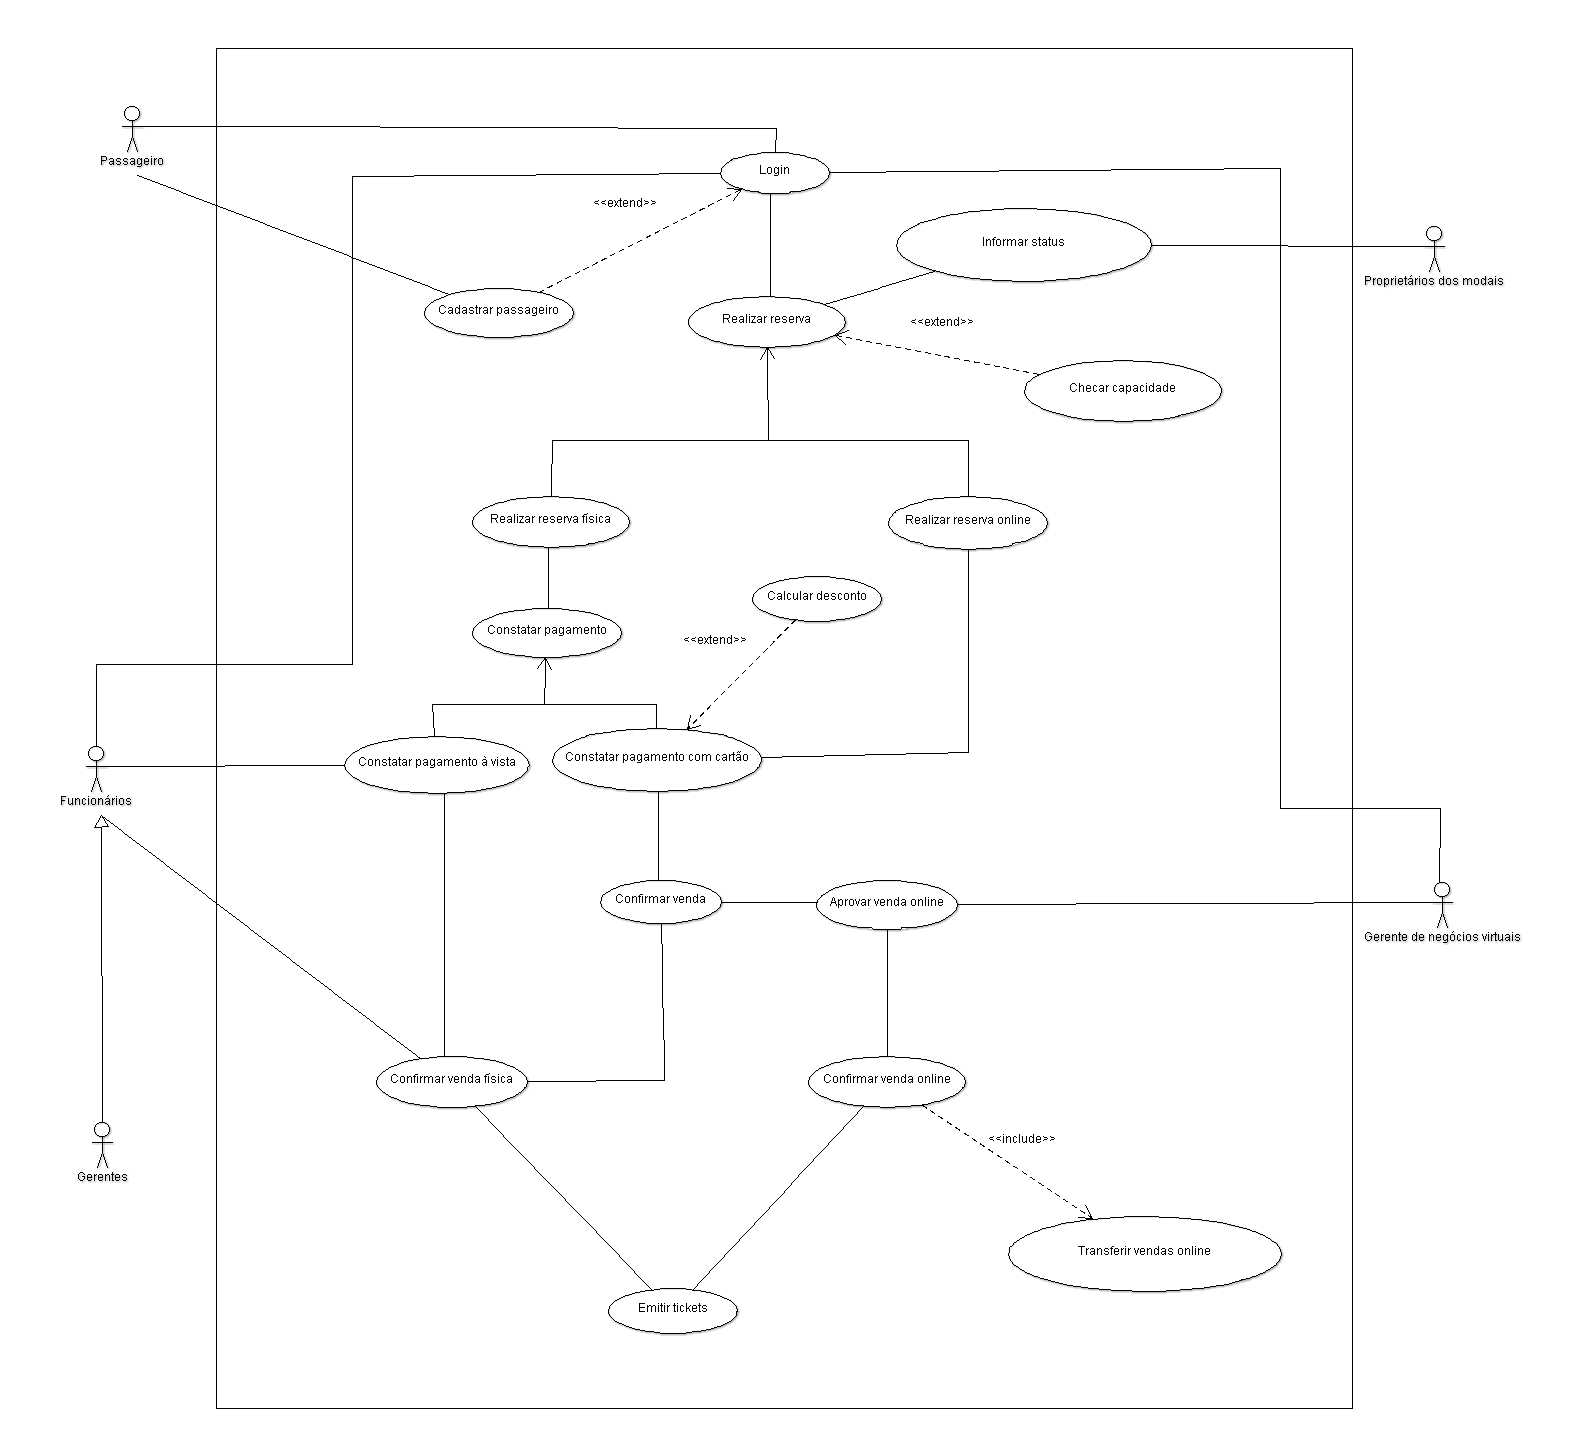 Passageiro
Login
<<extend>>
Informar status
Proprietários dos modais
Cadastrar passageiro
Realizar reserva
<<extend>>
Checar capacidade
Realizar reserva física
Realizar reserva online
Calcular desconto
Constatar pagamento
<<extend>>
Constatar pagamento à vista
Constatar pagamento com cartão
Funcionários
Confirmar venda
Aprovar venda online
Gerente de negócios virtuais
Confirmar venda física
Confirmar venda online
<<include>>
Gerentes
Transferir vendas online
Emitir tickets